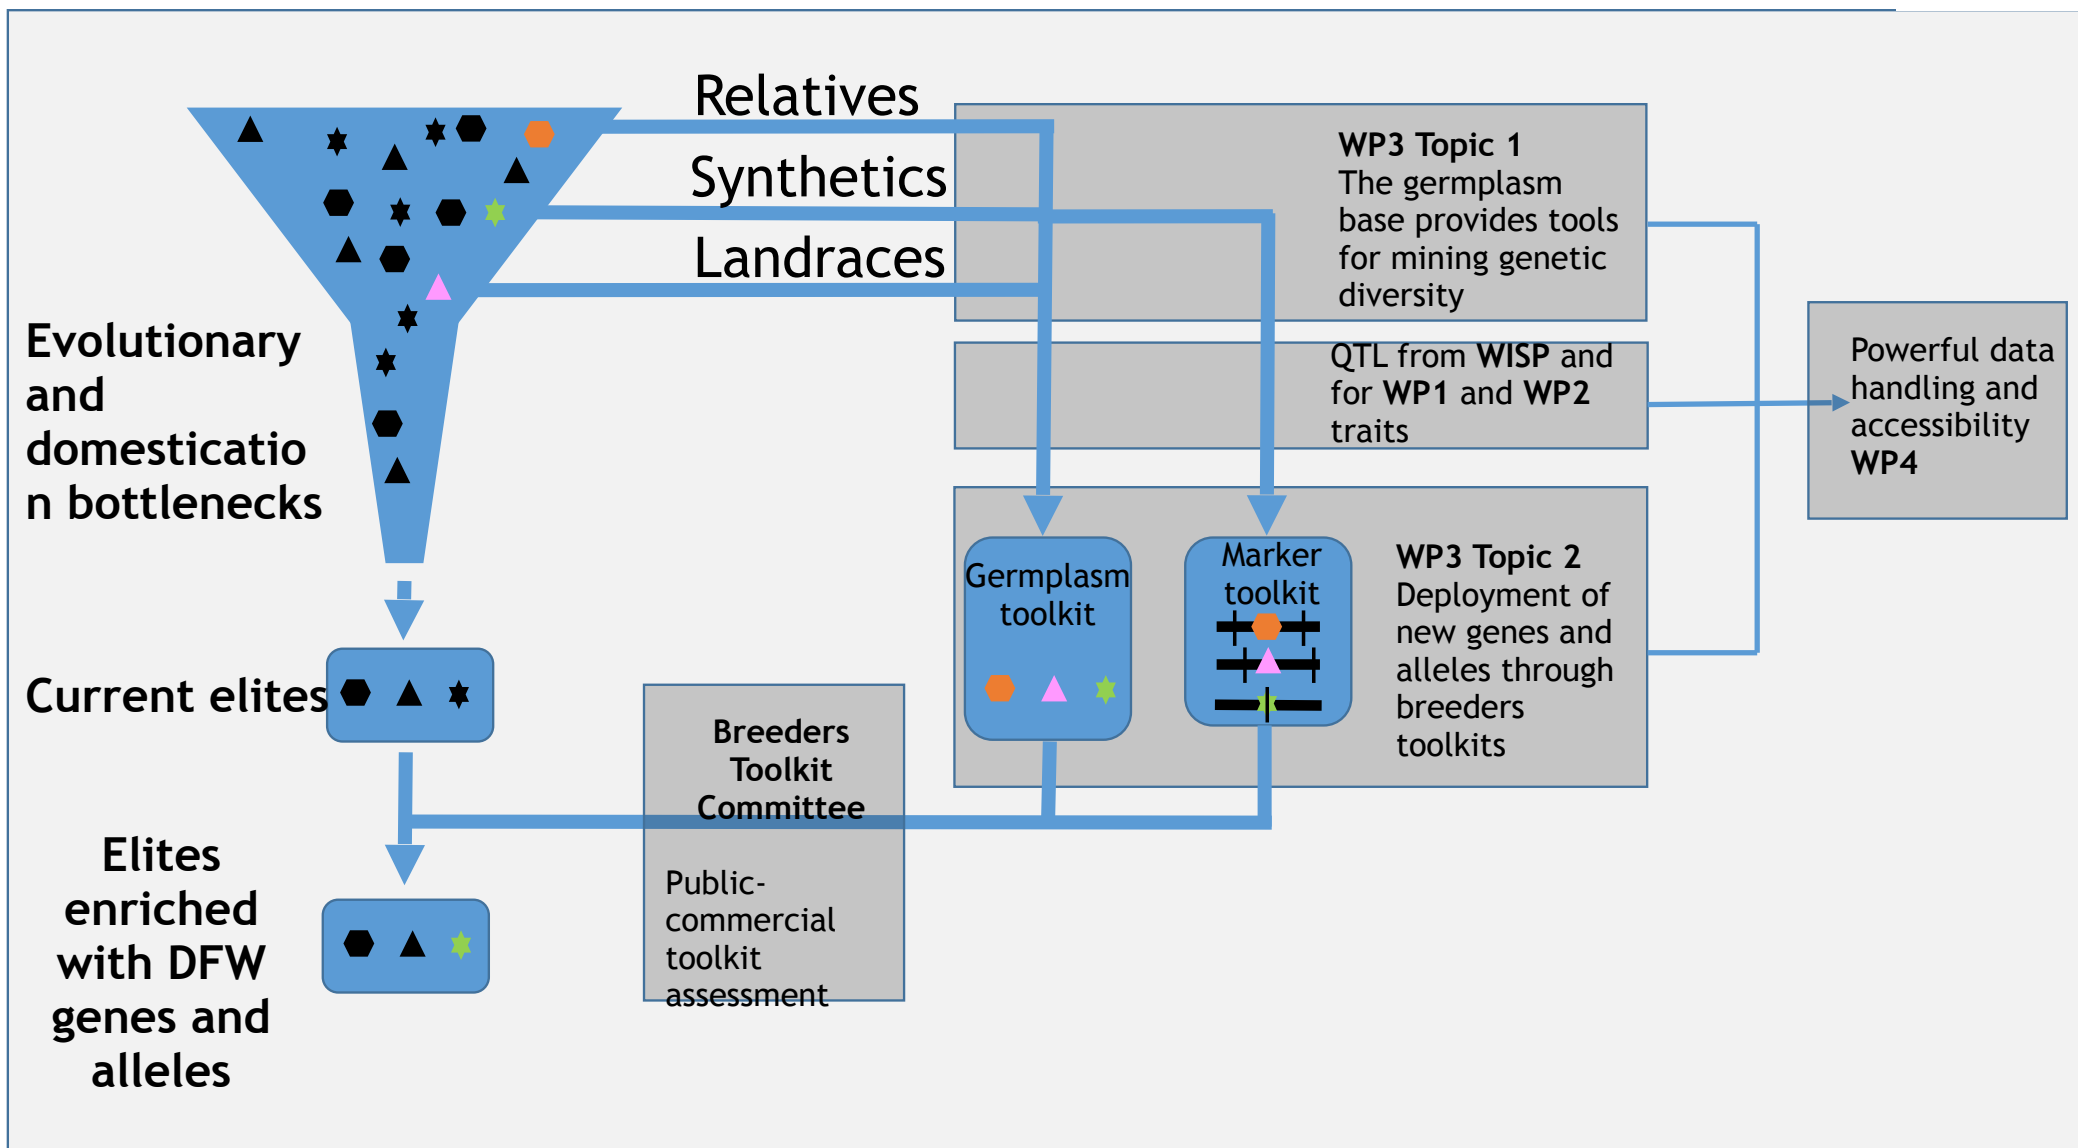 Relatives
Synthetics
Landraces
Evolutionary
and
domesticatio
n bottlenecks
WP3 Topic 1
The germplasm
base provides tools
for mining genetic
diversity
QTL from WISP and
for WP1 and WP2
traits
Powerful data
handling and
accessibility
WP4
Germplasm
toolkit
Marker
toolkit
WP3 Topic 2
Deployment of
new genes and
alleles through
breeders
toolkits
Current elites
Breeders
Toolkit
Committee
Public-
commercial
toolkit
assessment
Elites
enriched
with DFW
genes and
alleles